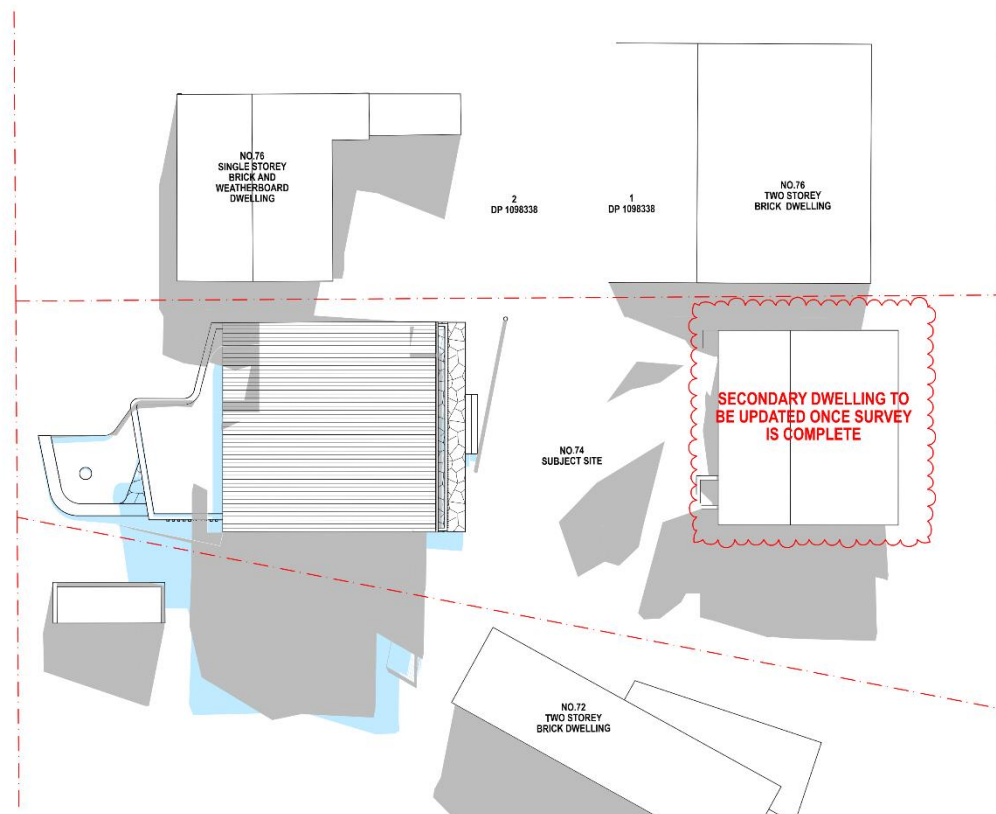 NO.76
SINGLE STOREY
BRICK AND
WEATHERBOARD
DWELLING
2
DP 1098338
1
DP 1098338
NO.76
TWO STOREY
BRICK DWELLING
SECONDARY DWELLING TO
BE UPDATED ONCE SURVEY
IS COMPLETE
NO.74
SUBJECT SITE
NO.72
TWO STOREY
BRICK DWELLING